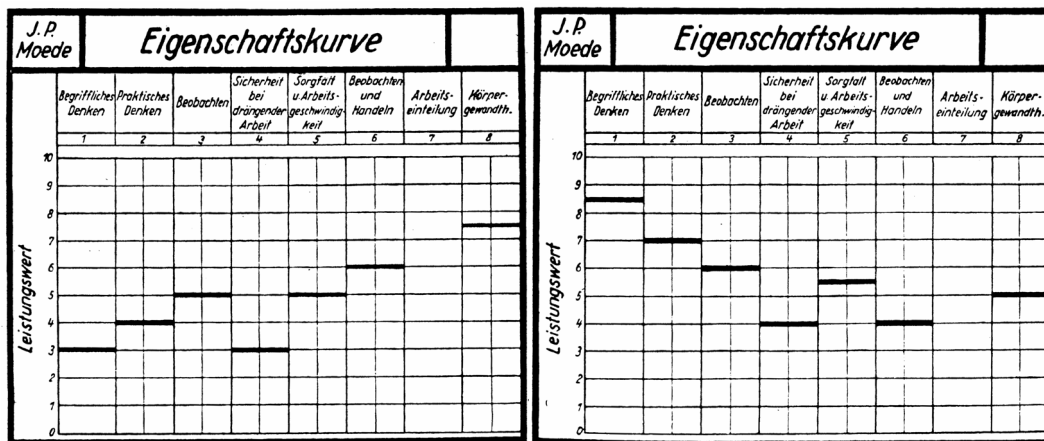 J.P.
Moede
Eigenschaftskurve
Begriffliches
Denken
Praktisches
Denken
Beobachten
Sicherheit
bei
drängender
Arbeit
Sorgfalt
u. Arbeits-
geschwindig-
keit
Beobachten
und
Handeln
Arbeits-
einteilung
Körper-
gewandth.
1 2 3 4 5 6 7 8
Leistungswert
10
9
8
7
6
5
4
3
2
1
0
J.P.
Moede
Eigenschaftskurve
Begriffliches
Denken
Praktisches
Denken
Beobachten
Sicherheit
bei
drängender
Arbeit
Sorgfalt
u. Arbeits-
geschwindig-
keit
Beobachten
und
Handeln
Arbeits-
einteilung
Körper-
gewandth.
1 2 3 4 5 6 7 8
Leistungswert
10
9
8
7
6
5
4
3
2
1
0